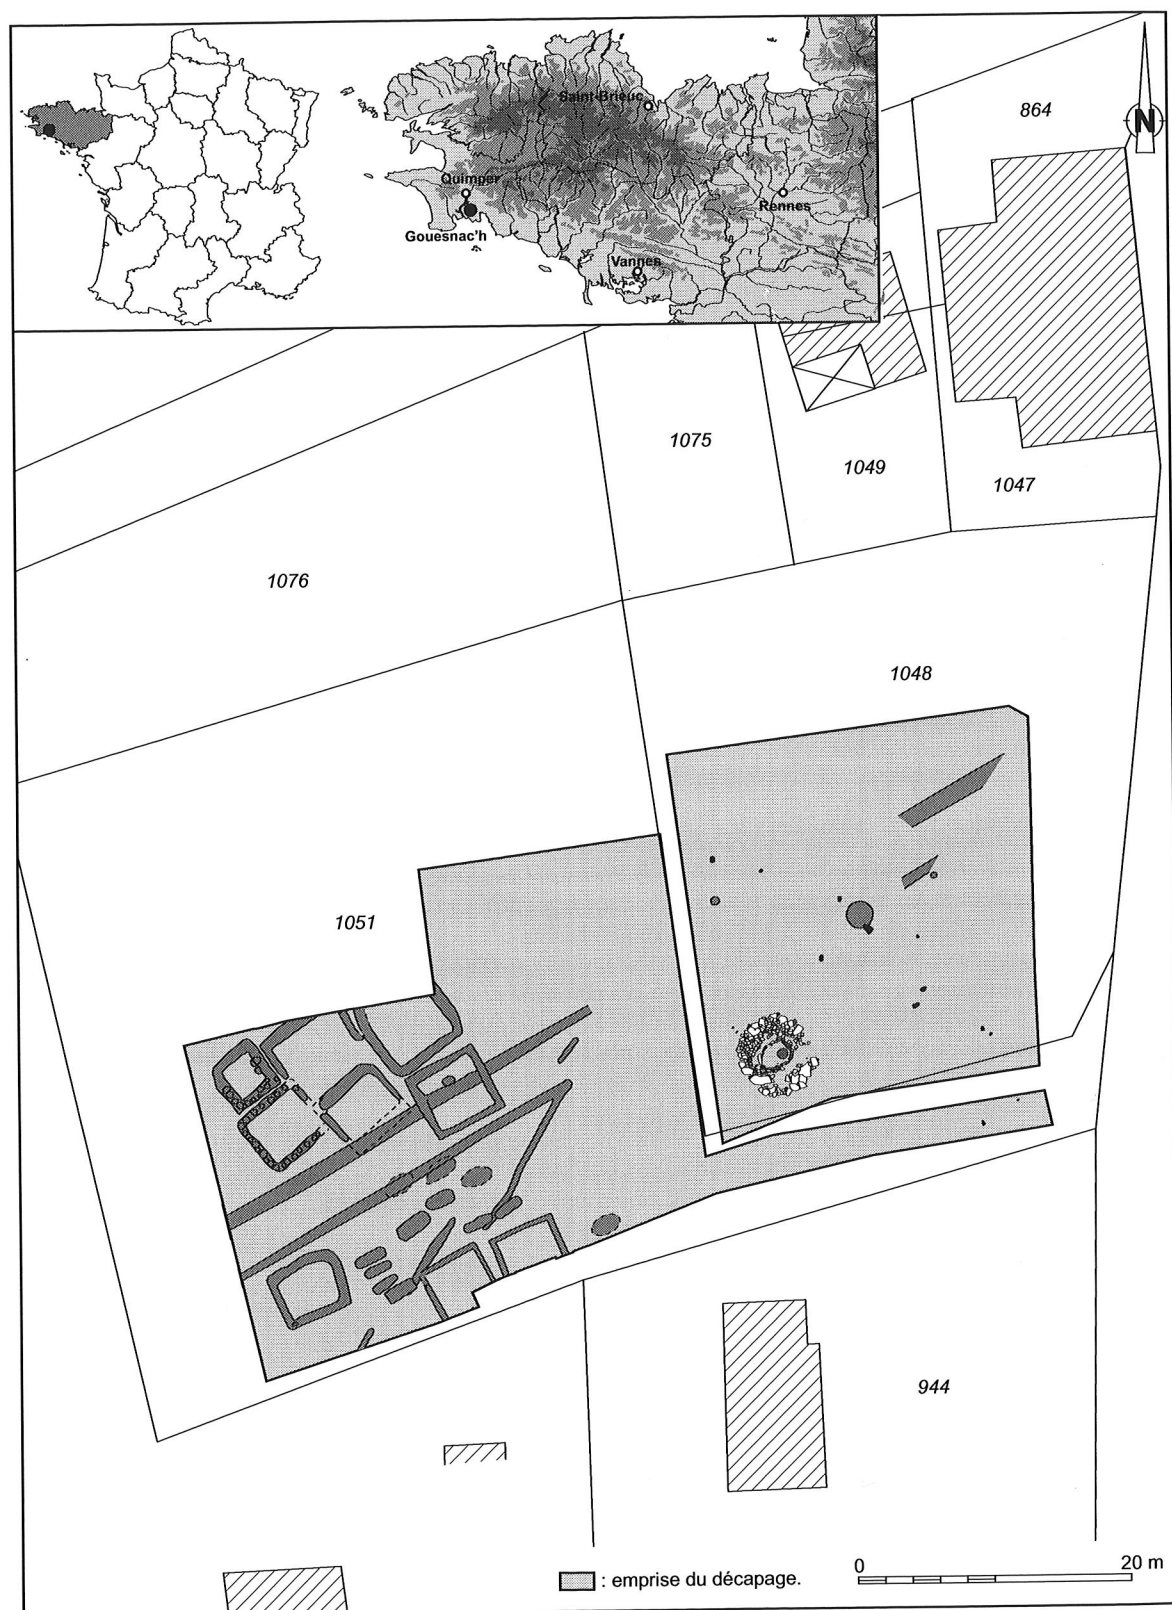 Saint-Brieuc
Quimper
Rennes
Gouesnac'h
Vannes
864
N
1075
1049
1047
1076
1048
1051
944
0 20 m
: emprise du décapage.